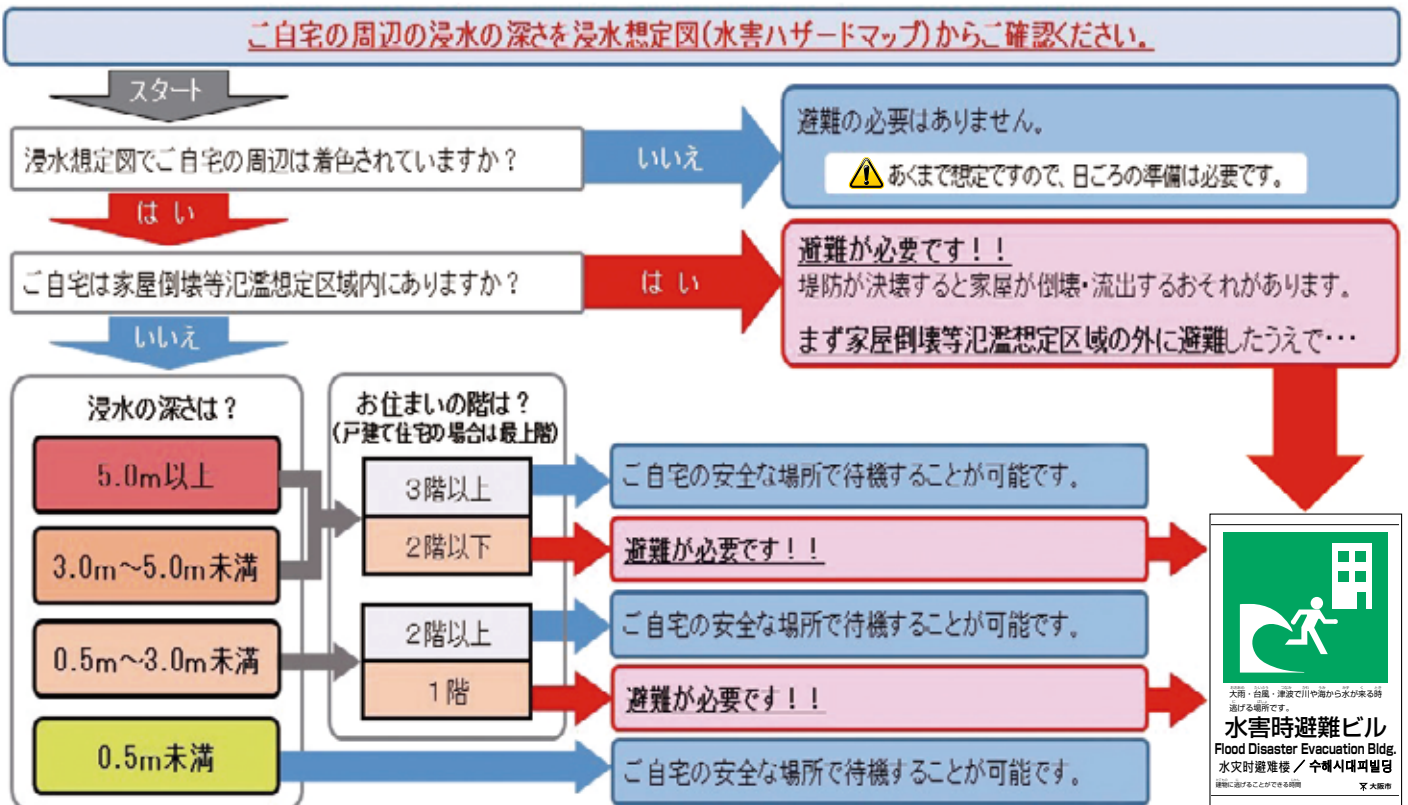 ご自宅の周辺の浸水の深さを浸水想定図(水害ハザードマップ)からご確認ください。
スタート
浸水想定図でご自宅の周辺は着色されていますか?
いいえ
避難の必要はありません。
あくまで想定ですので、日ごろの準備は必要です。
はい
ご自宅は家屋倒壊等氾濫想定区域内にありますか?
はい
避難が必要です!!
堤防が決壊すると家屋が倒壊・流出するおそれがあります。
まず家屋倒壊等氾濫想定区域の外に避難したうえで・・・
いいえ
浸水の深さは?
5.0m以上
3.0m～5.0m未満
0.5m～3.0m未満
0.5m未満
お住まいの階は?
(戸建て住宅の場合は最上階)
3階以上
2階以下
2階以上
1階
ご自宅の安全な場所で待機することが可能です。
避難が必要です!!
ご自宅の安全な場所で待機することが可能です。
避難が必要です!!
ご自宅の安全な場所で待機することが可能です。
大雨・台風・津波で川や海から水が来る時
逃げる場所です。
水害時避難ビル
Flood Disaster Evacuation Bldg.
水灾时避难楼 / 수해시대피빌딩
建物に逃げることができる時間
大阪市